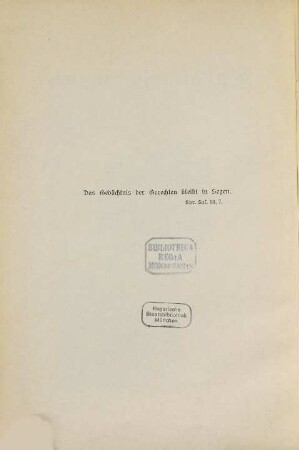 Das Gedächtnis der Gerechten bleibt in Segen.
Spr. Sal. 10, 7.
BIBLIOTHECA
REGIA
MONACENSIS
Bayerische
Staatsbibliothek
München